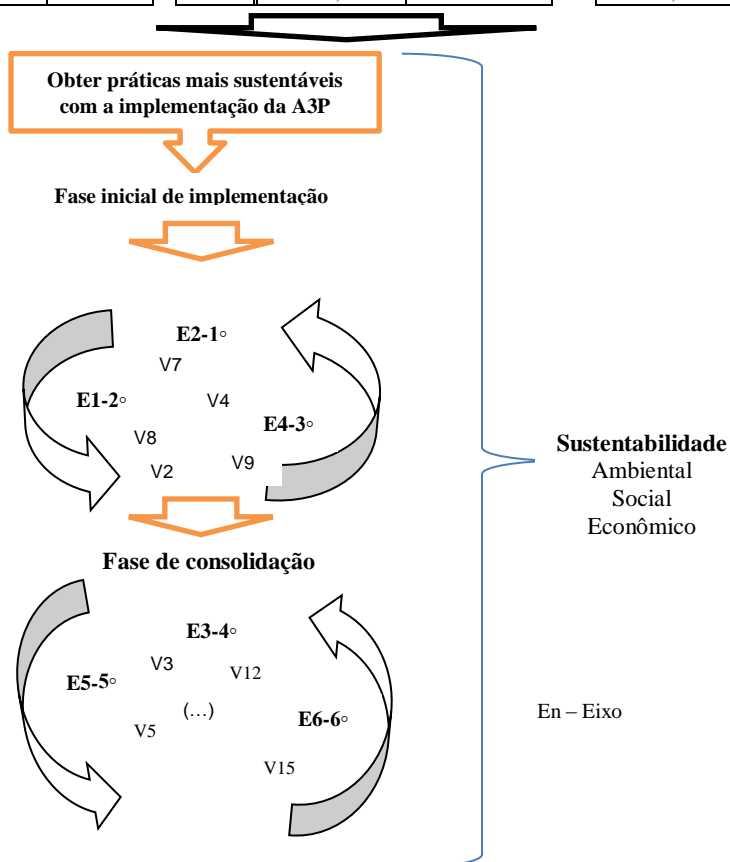 Obter práticas mais sustentáveis
com a implementação da A3P
Fase inicial de implementação
E2-1°
V7
E1-2°
V4
E4-3°
V8
V2
V9
Fase de consolidação
E3-4°
V3
V12
E5-5°
(...)
V5
E6-6°
V15
Sustentabilidade
Ambiental
Social
Econômico
En – Eixo